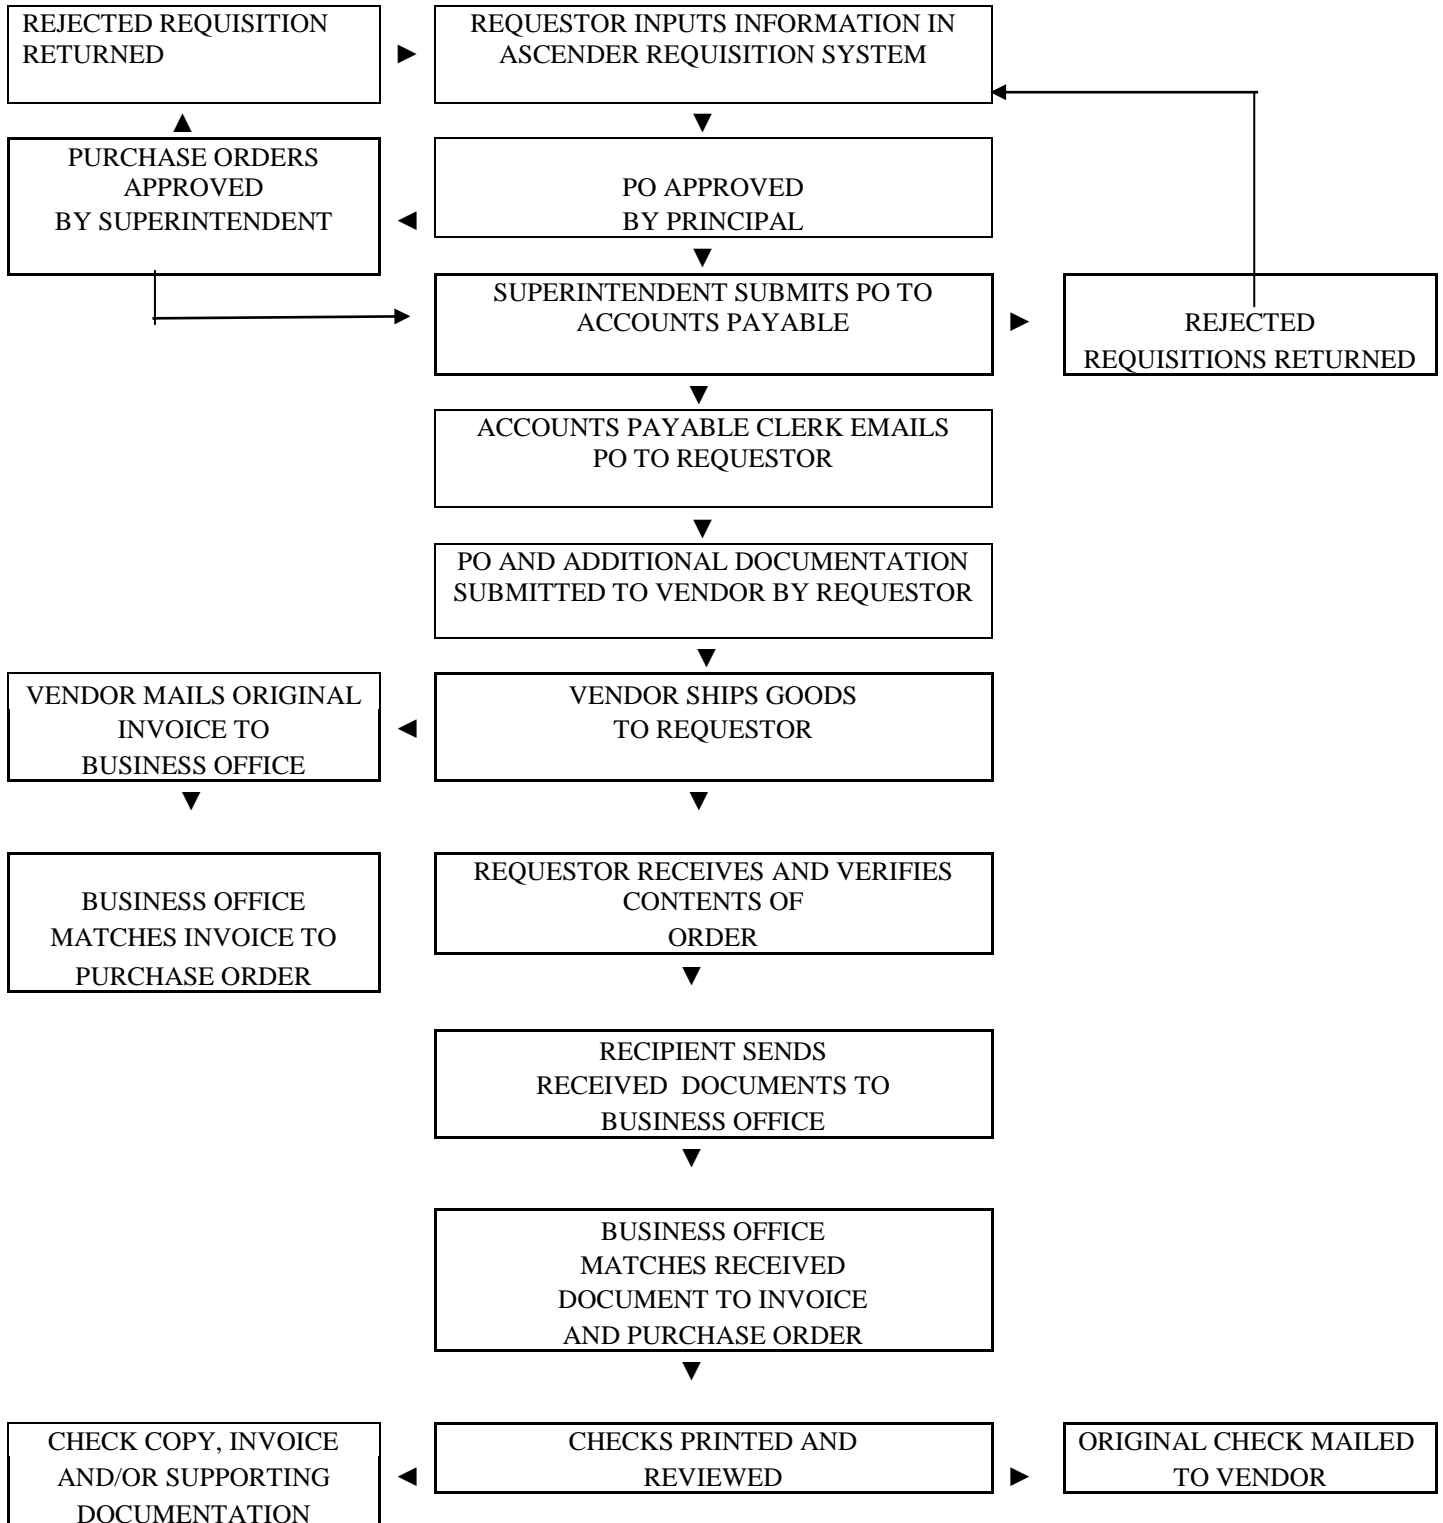 REJECTED REQUISITION
RETURNED
REQUESTOR INPUTS INFORMATION IN
ASCENDER REQUISITION SYSTEM
PURCHASE ORDERS
APPROVED
BY SUPERINTENDENT
PO APPROVED
BY PRINCIPAL
SUPERINTENDENT SUBMITS PO TO
ACCOUNTS PAYABLE
REJECTED
REQUISITIONS RETURNED
ACCOUNTS PAYABLE CLERK EMAILS
PO TO REQUESTOR
PO AND ADDITIONAL DOCUMENTATION
SUBMITTED TO VENDOR BY REQUESTOR
VENDOR MAILS ORIGINAL
INVOICE TO
BUSINESS OFFICE
VENDOR SHIPS GOODS
TO REQUESTOR
BUSINESS OFFICE
MATCHES INVOICE TO
PURCHASE ORDER
REQUESTOR RECEIVES AND VERIFIES
CONTENTS OF
ORDER
RECIPIENT SENDS
RECEIVED DOCUMENTS TO
BUSINESS OFFICE
BUSINESS OFFICE
MATCHES RECEIVED
DOCUMENT TO INVOICE
AND PURCHASE ORDER
CHECK COPY, INVOICE
AND/OR SUPPORTING
DOCUMENTATION
CHECKS PRINTED AND
REVIEWED
ORIGINAL CHECK MAILED
TO VENDOR